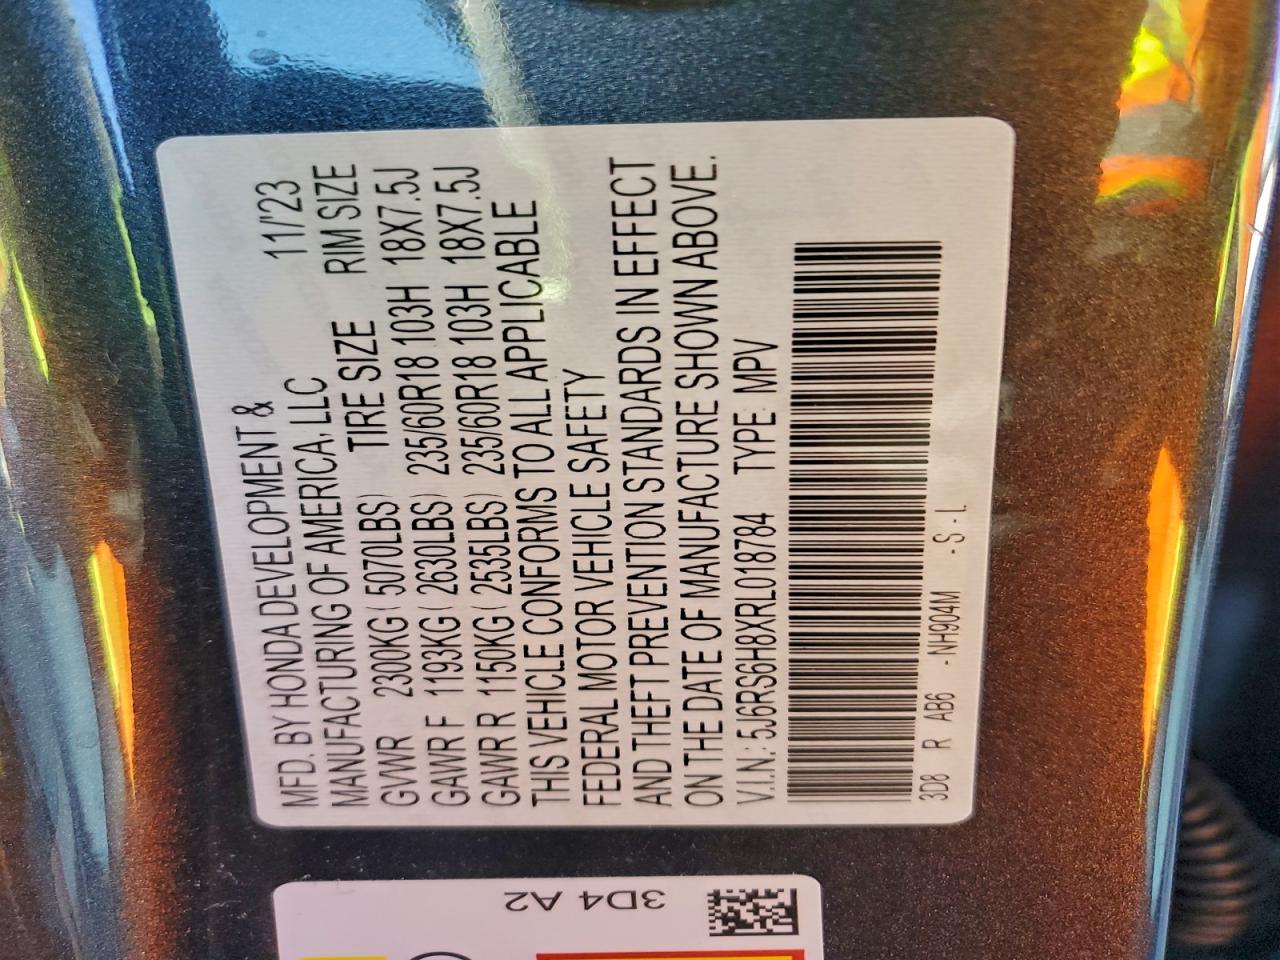 MFD. BY HONDA DEVELOPMENT & 11/'23
MANUFACTURING OF AMERICA, LLC
TIRE SIZE RIM SIZE
GVWR 2300KG ( 5070LBS)
GAWR F 1193KG ( 2630LBS) 235/60R18 103H 18X7.5J
GAWR R 1150KG ( 2535LBS) 235/60R18 103H 18X7.5J
THIS VEHICLE CONFORMS TO ALL APPLICABLE
FEDERAL MOTOR VEHICLE SAFETY
AND THEFT PREVENTION STANDARDS IN EFFECT
ON THE DATE OF MANUFACTURE SHOWN ABOVE.
V.I.N.: 5J6RS6H8XRL018784 TYPE: MPV
3D8 R AB6 - NH904M - S - L
3D4 A2